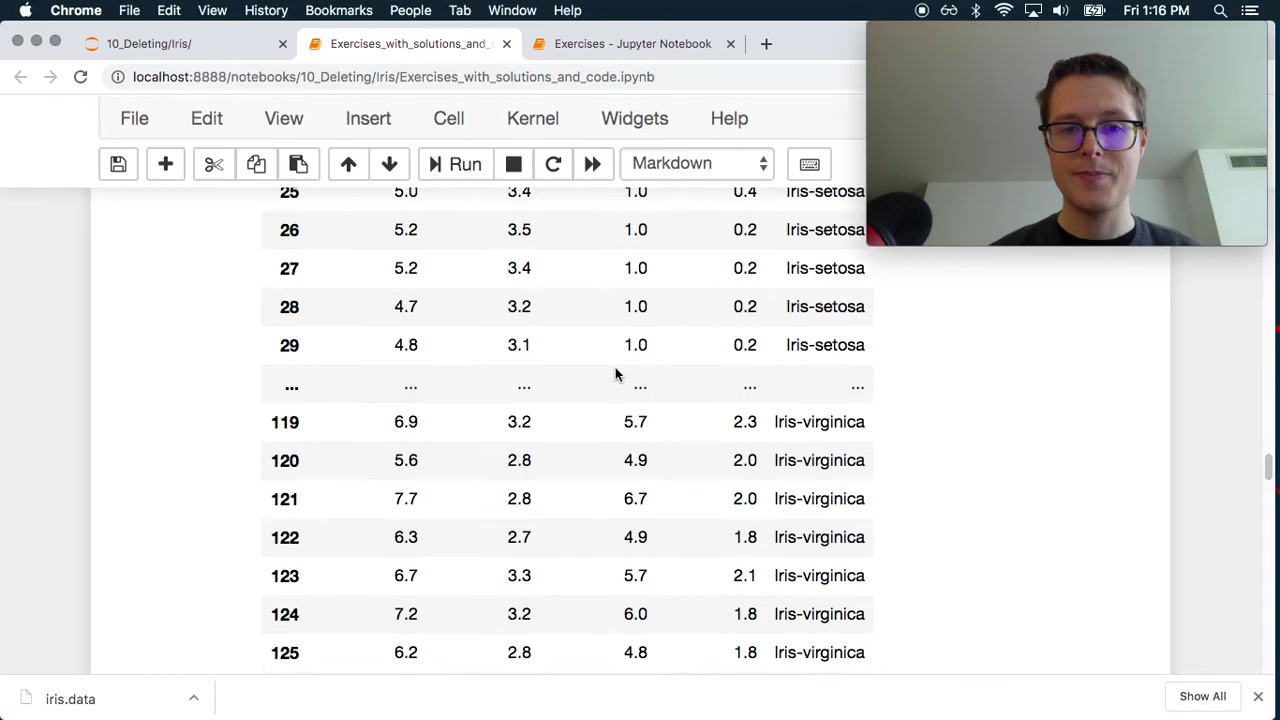 Chrome File Edit View History Bookmarks People Tab Window Help Fri 1:16 PM
10_Deleting/Iris/ Exercises_with_solutions_and_ Exercises - Jupyter Notebook
localhost:8888/notebooks/10_Deleting/Iris/Exercises_with_solutions_and_code.ipynb
File Edit View Insert Cell Kernel Widgets Help
Run Markdown
25 5.0 3.4 1.0 0.4 Iris-setosa
26 5.2 3.5 1.0 0.2 Iris-setosa
27 5.2 3.4 1.0 0.2 Iris-setosa
28 4.7 3.2 1.0 0.2 Iris-setosa
29 4.8 3.1 1.0 0.2 Iris-setosa
... ... ... ... ... ...
119 6.9 3.2 5.7 2.3 Iris-virginica
120 5.6 2.8 4.9 2.0 Iris-virginica
121 7.7 2.8 6.7 2.0 Iris-virginica
122 6.3 2.7 4.9 1.8 Iris-virginica
123 6.7 3.3 5.7 2.1 Iris-virginica
124 7.2 3.2 6.0 1.8 Iris-virginica
125 6.2 2.8 4.8 1.8 Iris-virginica
iris.data Show All